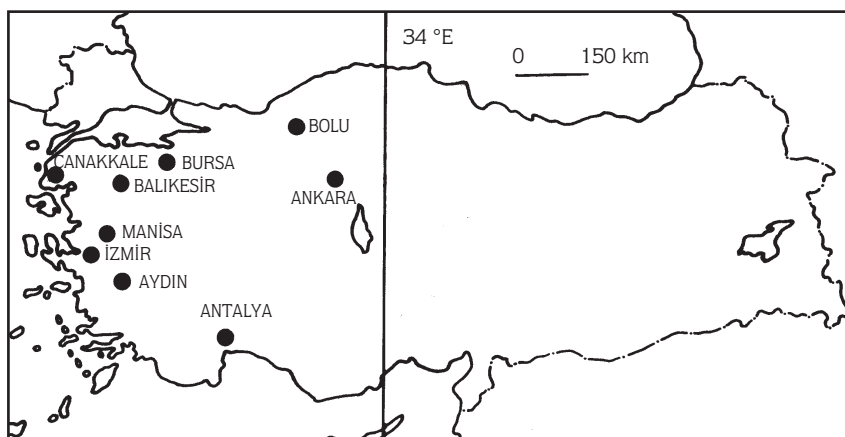 34 °E
0 150 km
BOLU
ÇANAKKALE
BURSA
BALIKESİR
ANKARA
MANİSA
İZMİR
AYDIN
ANTALYA